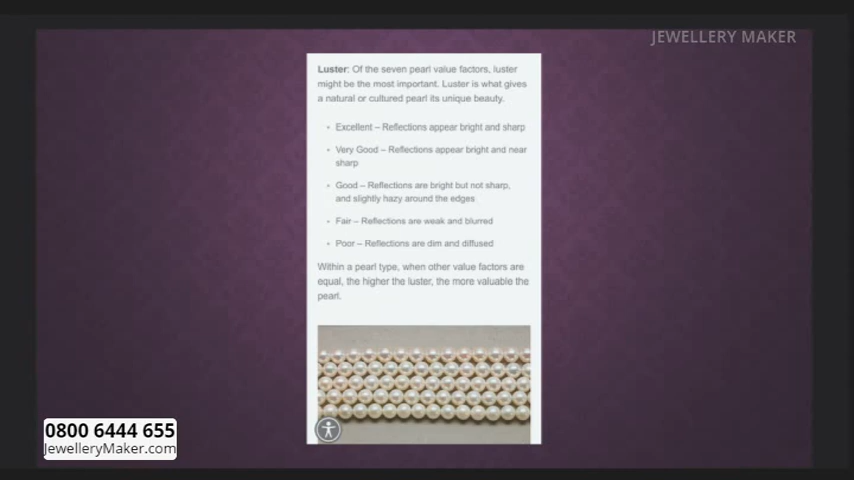 JEWELLERY MAKER
Luster: Of the seven pearl value factors, luster
might be the most important. Luster is what gives
a natural or cultured pearl its unique beauty.
• Excellent – Reflections appear bright and sharp
• Very Good – Reflections appear bright and near
sharp
• Good – Reflections are bright but not sharp,
and slightly hazy around the edges
• Fair – Reflections are weak and blurred
• Poor – Reflections are dim and diffused
Within a pearl type, when other value factors are
equal, the higher the luster, the more valuable the
pearl.
0800 6444 655
JewelleryMaker.com